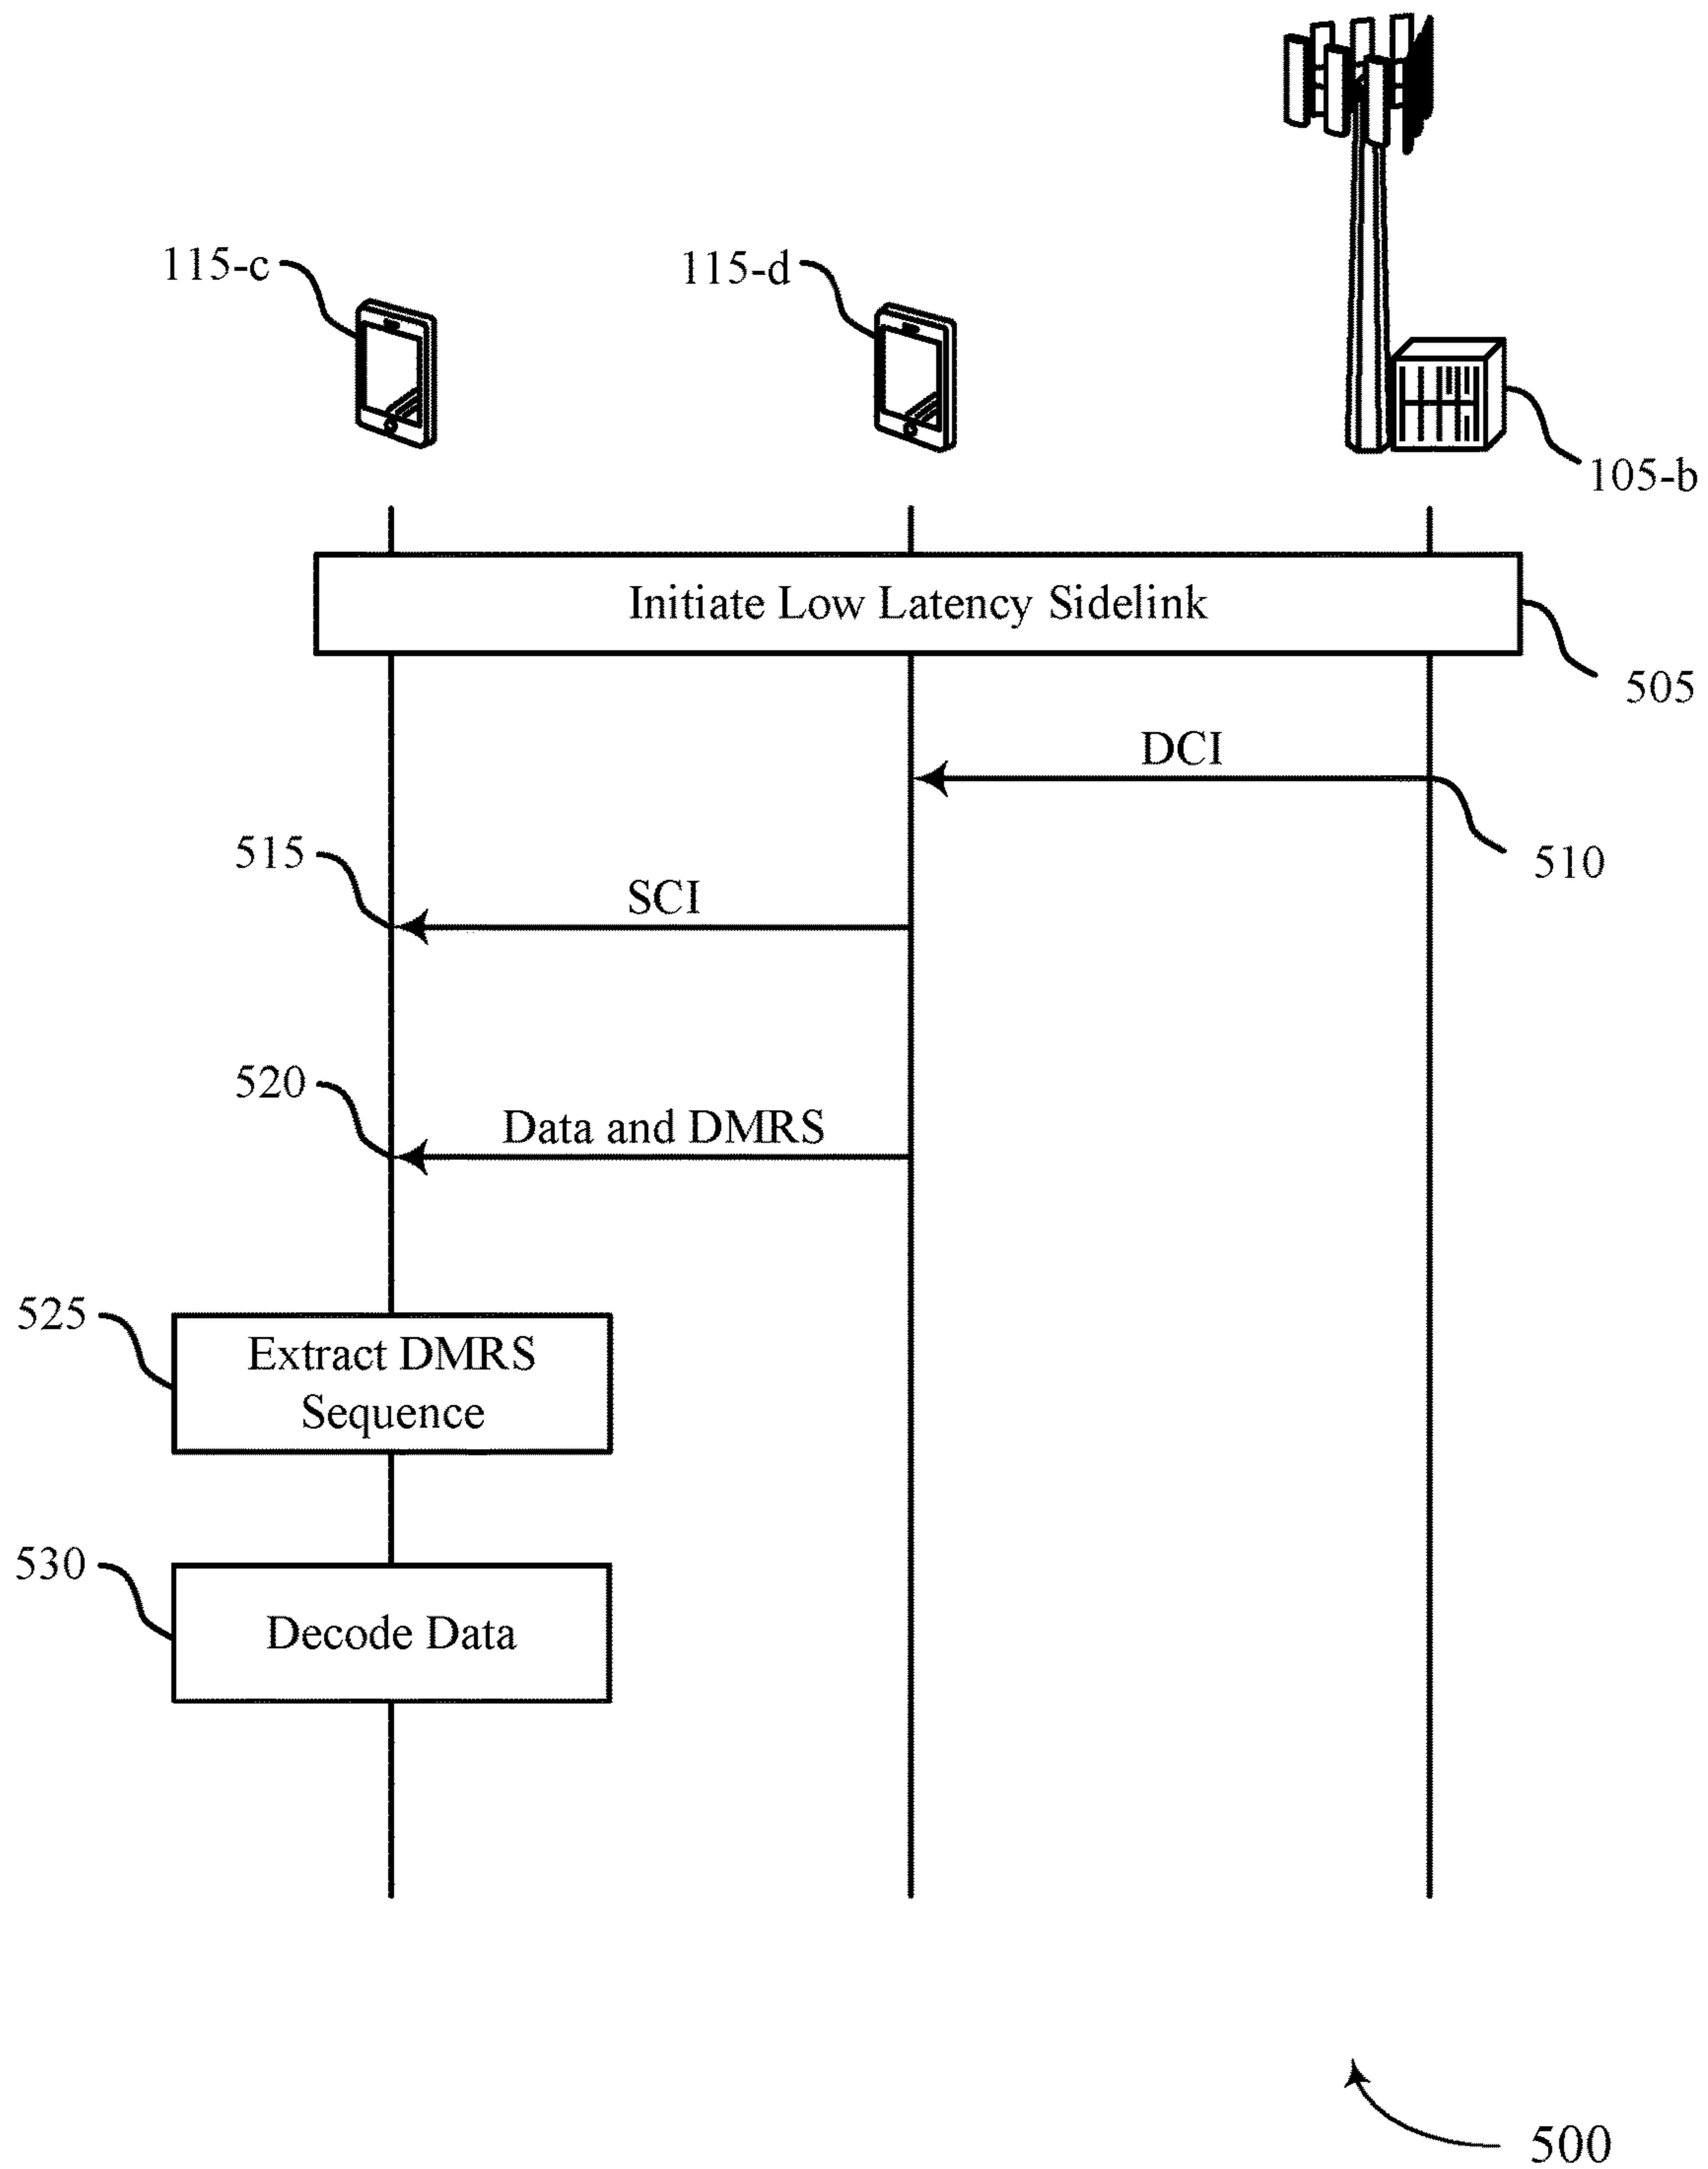 115-c
115-d
105-b
Initiate Low Latency Sidelink
505
DCI
510
515
SCI
520
Data and DMRS
525
Extract DMRS
Sequence
530
Decode Data
500